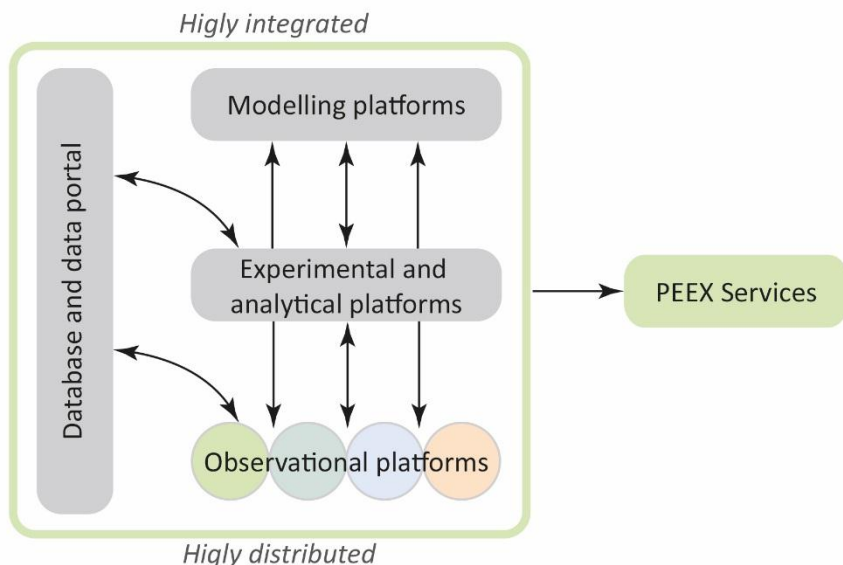 Higly integrated
Database and data portal
Modelling platforms
Experimental and
analytical platforms
Observational platforms
PEEX Services
Higly distributed